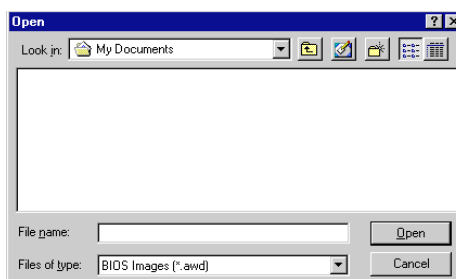 Open
Look in: My Documents
File name:
Open
Files of type: BIOS Images (*.awd)
Cancel